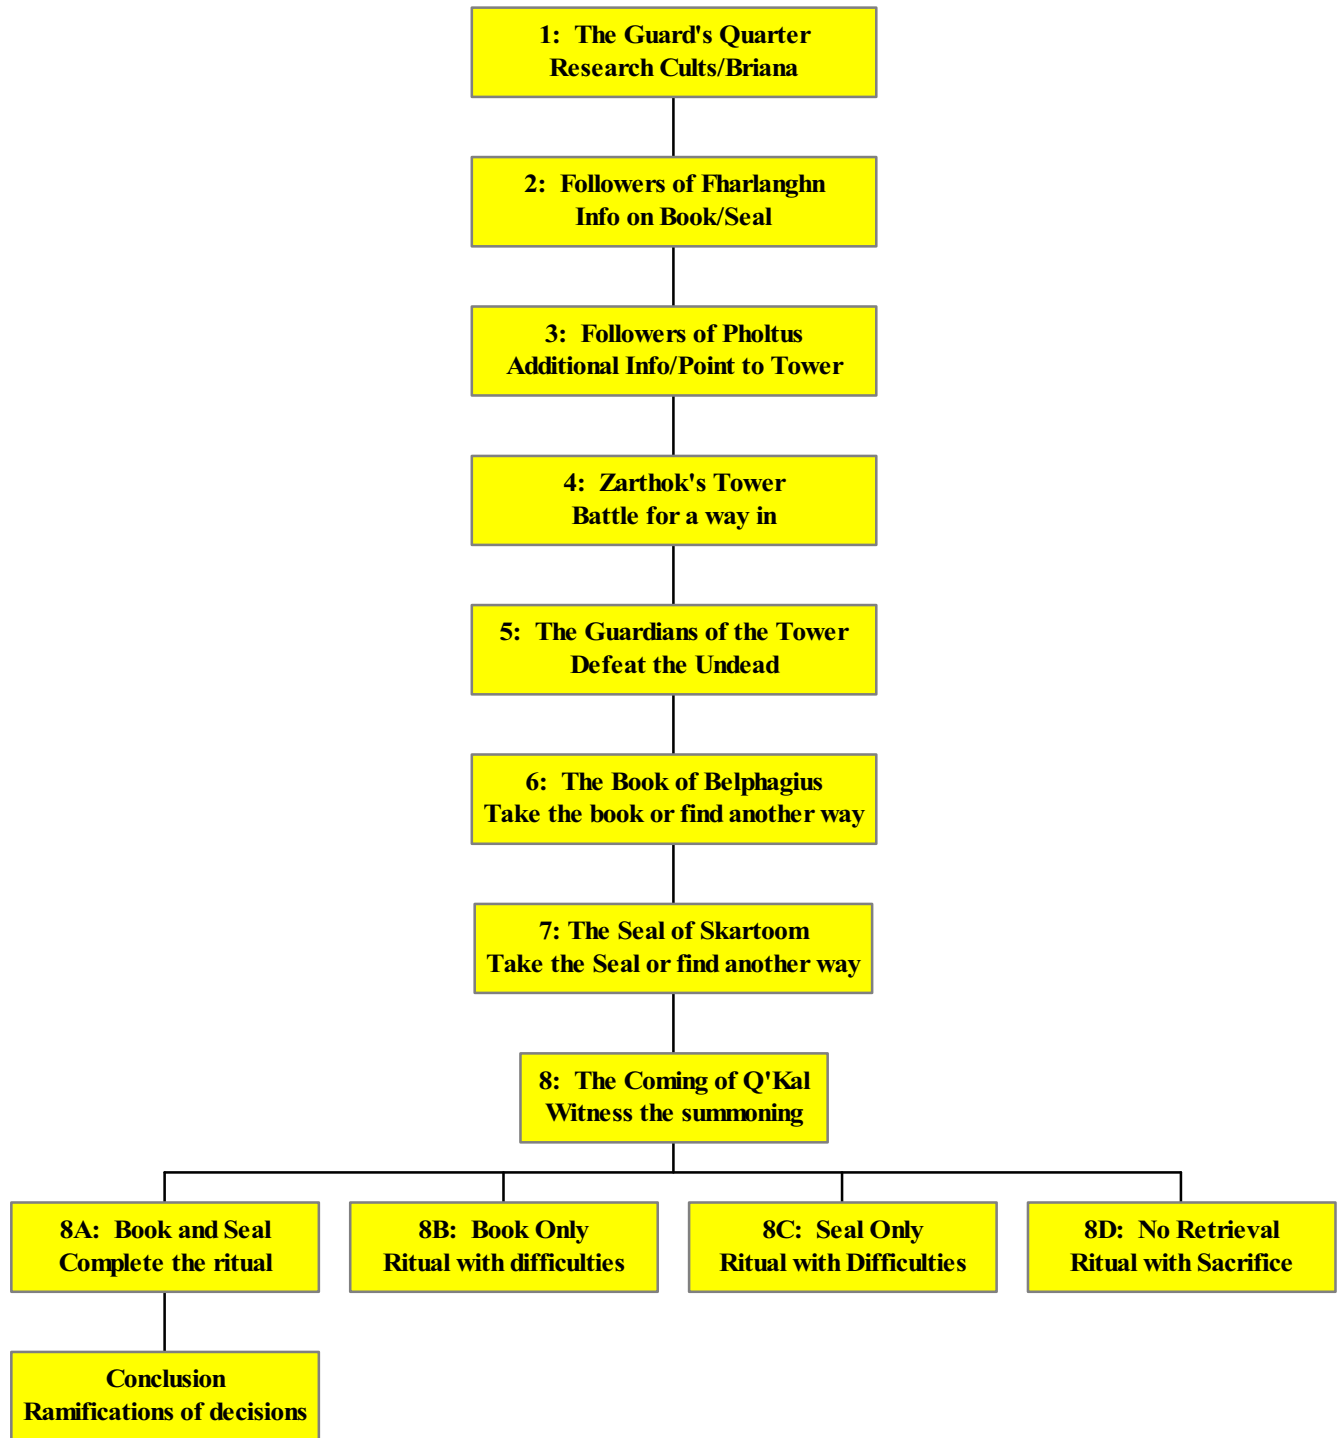 1:  The Guard's Quarter
Research Cults/Briana
2:  Followers of Fharlanghn
Info on Book/Seal
3:  Followers of Pholtus
Additional Info/Point to Tower
4:  Zarthok's Tower
Battle for a way in
5:  The Guardians of the Tower
Defeat the Undead
6:  The Book of Belphagius
Take the book or find another way
7: The Seal of Skartoom
Take the Seal or find another way
8:  The Coming of Q'Kal
Witness the summoning
8A:  Book and Seal
Complete the ritual
8B:  Book Only
Ritual with difficulties
8C:  Seal Only
Ritual with Difficulties
8D:  No Retrieval
Ritual with Sacrifice
Conclusion
Ramifications of decisions